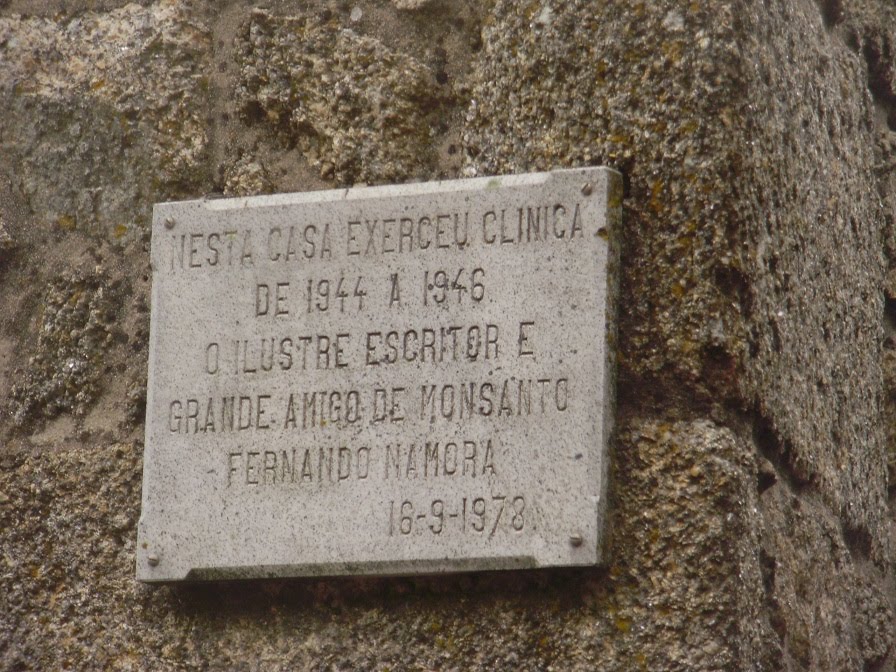 NESTA CASA EXERCEU CLINICA
DE 1944 A 1946
O ILUSTRE ESCRITOR E
GRANDE AMIGO DE MONSANTO
FERNANDO NAMORA
16-9-1978